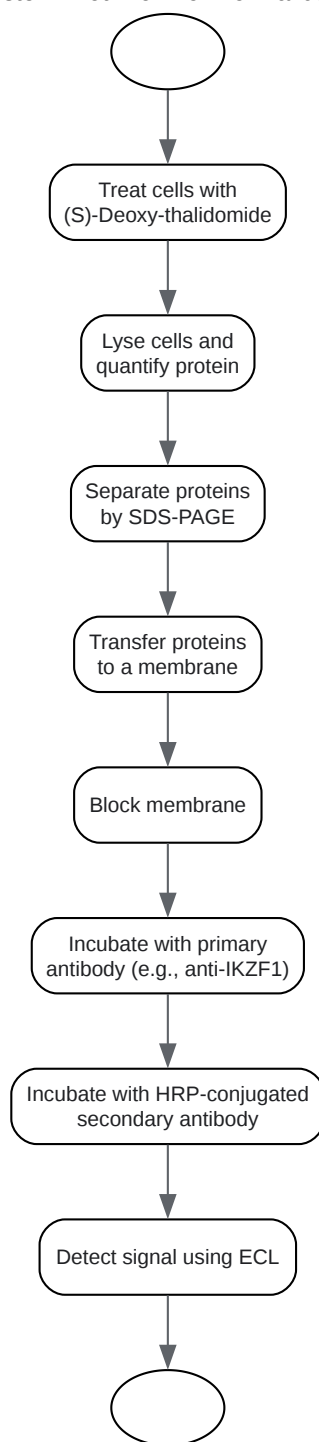 Treat cells with
(S)-Deoxy-thalidomide
Lyse cells and
quantify protein
Separate proteins
by SDS-PAGE
Transfer proteins
to a membrane
Block membrane
Incubate with primary
antibody (e.g., anti-IKZF1)
Incubate with HRP-conjugated
secondary antibody
Detect signal using ECL